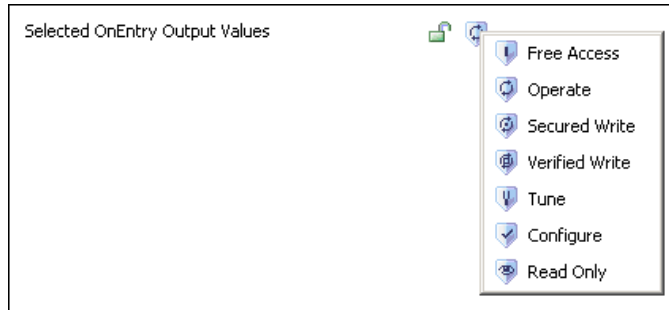 Selected OnEntry Output Values
Free Access
Operate
Secured Write
Verified Write
Tune
Configure
Read Only